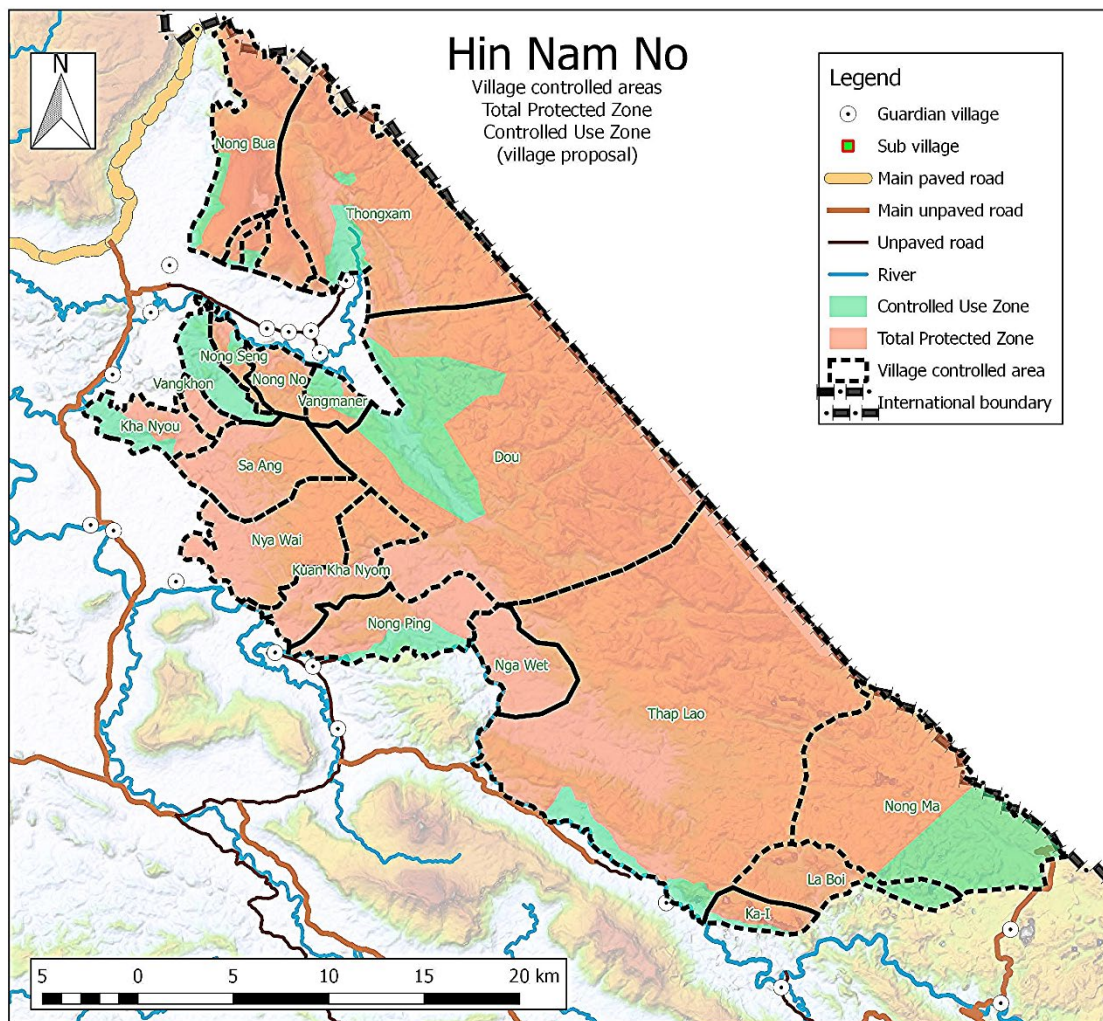 Hin Nam No
Village controlled areas
Total Protected Zone
Controlled Use Zone
(village proposal)
N
Legend
Guardian village
Sub village
Main paved road
Main unpaved road
Unpaved road
River
Controlled Use Zone
Total Protected Zone
Village controlled area
International boundary
Nong Bua
Thongxam
Nong Seng
Nong No
Vangkhon
Vangmaner
Kha Nyou
Sa Ang
Dou
Nya Wai
Kuan Kha Nyom
Nong Ping
Nga Wet
Thap Lao
Nong Ma
La Boi
Ka-I
5 0 5 10 15 20 km